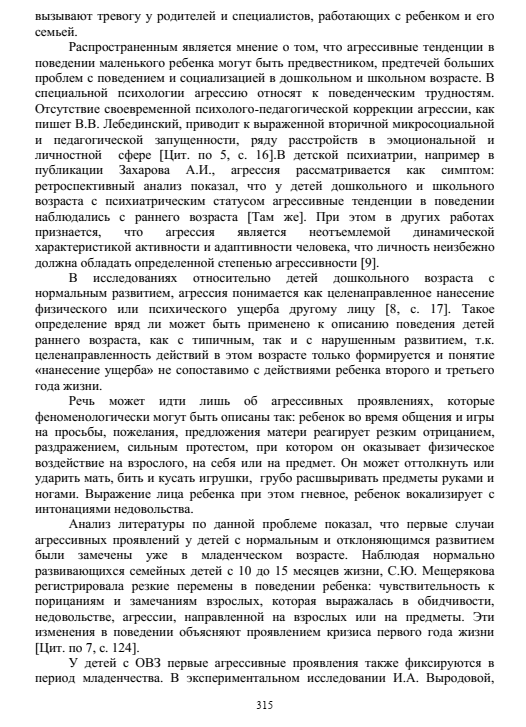 вызывают тревогу у родителей и специалистов, работающих с ребенком и его
семьей.
Распространенным является мнение о том, что агрессивные тенденции в
поведении маленького ребенка могут быть предвестником, предтечей больших
проблем с поведением и социализацией в дошкольном и школьном возрасте. В
специальной психологии агрессию относят к поведенческим трудностям.
Отсутствие своевременной психолого-педагогической коррекции агрессии, как
пишет В.В. Лебединский, приводит к выраженной вторичной микросоциальной
и педагогической запущенности, ряду расстройств в эмоциональной и
личностной сфере [Цит. по 5, с. 16].В детской психиатрии, например в
публикации Захарова А.И., агрессия рассматривается как симптом:
ретроспективный анализ показал, что у детей дошкольного и школьного
возраста с психиатрическим статусом агрессивные тенденции в поведении
наблюдались с раннего возраста [Там же]. При этом в других работах
признается, что агрессия является неотъемлемой динамической
характеристикой активности и адаптивности человека, что личность неизбежно
должна обладать определенной степенью агрессивности [9].
В исследованиях относительно детей дошкольного возраста с
нормальным развитием, агрессия понимается как целенаправленное нанесение
физического или психического ущерба другому лицу [8, с. 17]. Такое
определение вряд ли может быть применено к описанию поведения детей
раннего возраста, как с типичным, так и с нарушенным развитием, т.к.
целенаправленность действий в этом возрасте только формируется и понятие
«нанесение ущерба» не сопоставимо с действиями ребенка второго и третьего
года жизни.
Речь может идти лишь об агрессивных проявлениях, которые
феноменологически могут быть описаны так: ребенок во время общения и игры
на просьбы, пожелания, предложения матери реагирует резким отрицанием,
раздражением, сильным протестом, при котором он оказывает физическое
воздействие на взрослого, на себя или на предмет. Он может оттолкнуть или
ударить мать, бить и кусать игрушки, грубо расшвыривать предметы руками и
ногами. Выражение лица ребенка при этом гневное, ребенок вокализирует с
интонациями недовольства.
Анализ литературы по данной проблеме показал, что первые случаи
агрессивных проявлений у детей с нормальным и отклоняющимся развитием
были замечены уже в младенческом возрасте. Наблюдая нормально
развивающихся семейных детей с 10 до 15 месяцев жизни, С.Ю. Мещерякова
регистрировала резкие перемены в поведении ребенка: чувствительность к
порицаниям и замечаниям взрослых, которая выражалась в обидчивости,
недовольстве, агрессии, направленной на взрослых или на предметы. Эти
изменения в поведении объясняют проявлением кризиса первого года жизни
[Цит. по 7, с. 124].
У детей с ОВЗ первые агрессивные проявления также фиксируются в
период младенчества. В экспериментальном исследовании И.А. Выродовой,
315